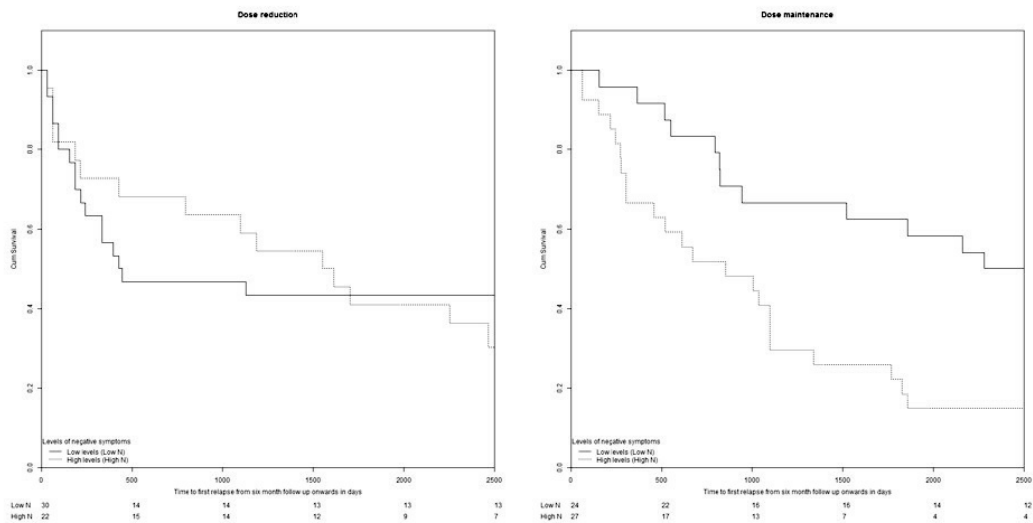 Dose reduction
Cum Survival
1.0
0.8
0.6
0.4
0.2
0.0
Levels of negative symptoms
Low levels (Low N)
High levels (High N)
0 500 1000 1500 2000 2500
Time to first relapse from six month follow up onwards in days
Low N 30 14 14 13 13 13
High N 22 15 14 12 9 7
Dose maintenance
Cum Survival
1.0
0.8
0.6
0.4
0.2
0.0
Levels of negative symptoms
Low levels (Low N)
High levels (High N)
0 500 1000 1500 2000 2500
Time to first relapse from six month follow up onwards in days
Low N 24 22 16 16 14 12
High N 27 17 13 7 4 4